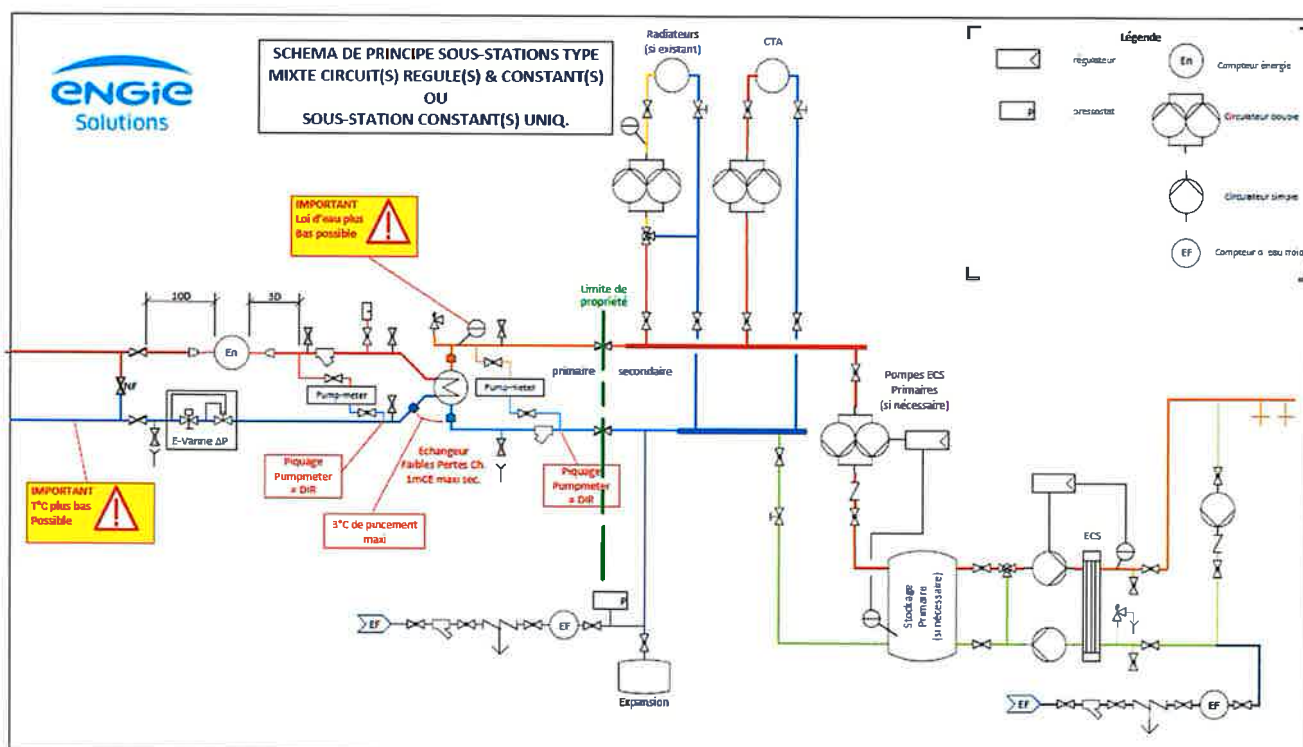 ENGIE
Solutions
SCHEMA DE PRINCIPE SOUS-STATIONS TYPE
MIXTE CIRCUIT(S) REGULE(S) & CONSTANT(S)
OU
SOUS-STATION CONSTANT(S) UNIQ.
Radiateurs
(si existant)
CTA
Légende
régulateur
En
Compteur énergie
P
pressostat
Circulateur double
Circulateur simple
EF
Compteur d'eau froide
IMPORTANT
Loi d'eau plus
Bas possible
Limite de
propriété
10D
3D
En
primaire
secondaire
NF
Pump-meter
Pump-meter
Pompes ECS
Primaires
(si nécessaire)
E-Vanne ΔP
Piquage
Pumpmeter
= DIR
Echangeur
Faibles Pertes Ch.
1mCE maxi sec.
Piquage
Pumpmeter
= DIR
IMPORTANT
T°C plus bas
Possible
3°C de pincement
maxi
ECS
Stockage
Primaire
(si nécessaire)
P
EF
EF
Expansion
EF
EF